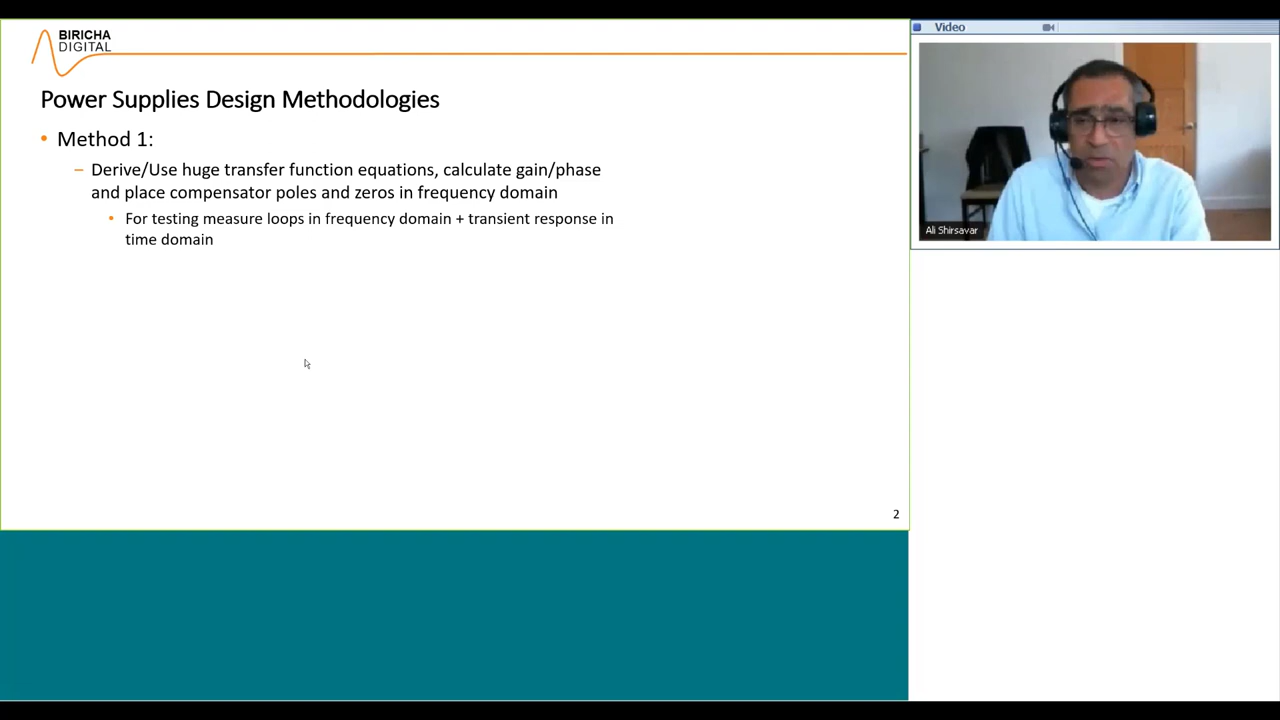 BIRICHA
DIGITAL
Power Supplies Design Methodologies
• Method 1:
– Derive/Use huge transfer function equations, calculate gain/phase
and place compensator poles and zeros in frequency domain
• For testing measure loops in frequency domain + transient response in
time domain
2
Video
Ali Shirsavar